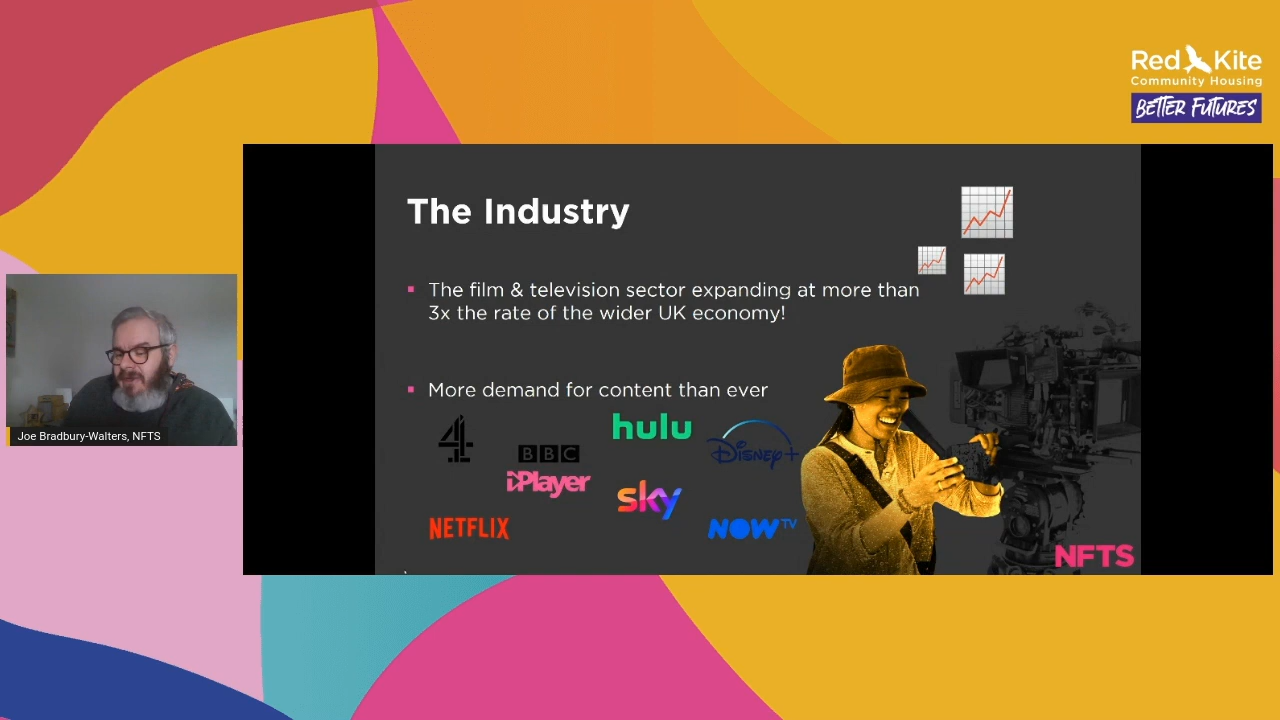 Red Kite
Community Housing
BETTER FUTURES
The Industry
▪ The film & television sector expanding at more than
3x the rate of the wider UK economy!
▪ More demand for content than ever
4
hulu
Disney+
BBC
iPlayer
sky
NETFLIX
NOW TV
NFTS
Joe Bradbury-Walters, NFTS